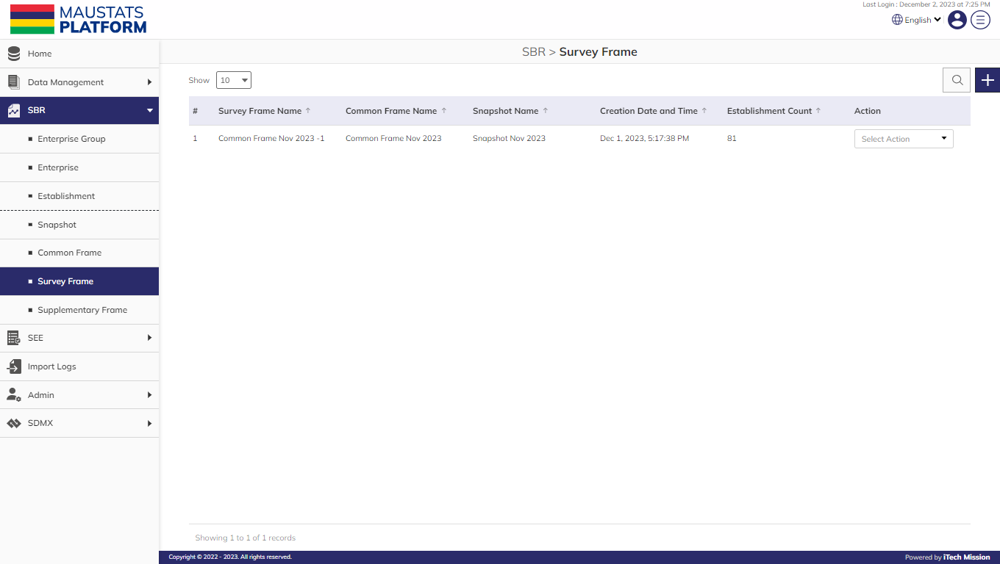 MAUSTATS
PLATFORM
Last Login : December 2, 2023 at 7:25 PM
English
Home
Data Management
SBR
Enterprise Group
Enterprise
Establishment
Snapshot
Common Frame
Survey Frame
Supplementary Frame
SEE
Import Logs
Admin
SDMX
SBR > Survey Frame
Show 10
# Survey Frame Name ↑ Common Frame Name ↑ Snapshot Name ↑ Creation Date and Time ↑ Establishment Count ↑ Action
1 Common Frame Nov 2023 -1 Common Frame Nov 2023 Snapshot Nov 2023 Dec 1, 2023, 5:17:38 PM 81 Select Action
Showing 1 to 1 of 1 records
Copyright © 2022 - 2023. All rights reserved. Powered by iTech Mission